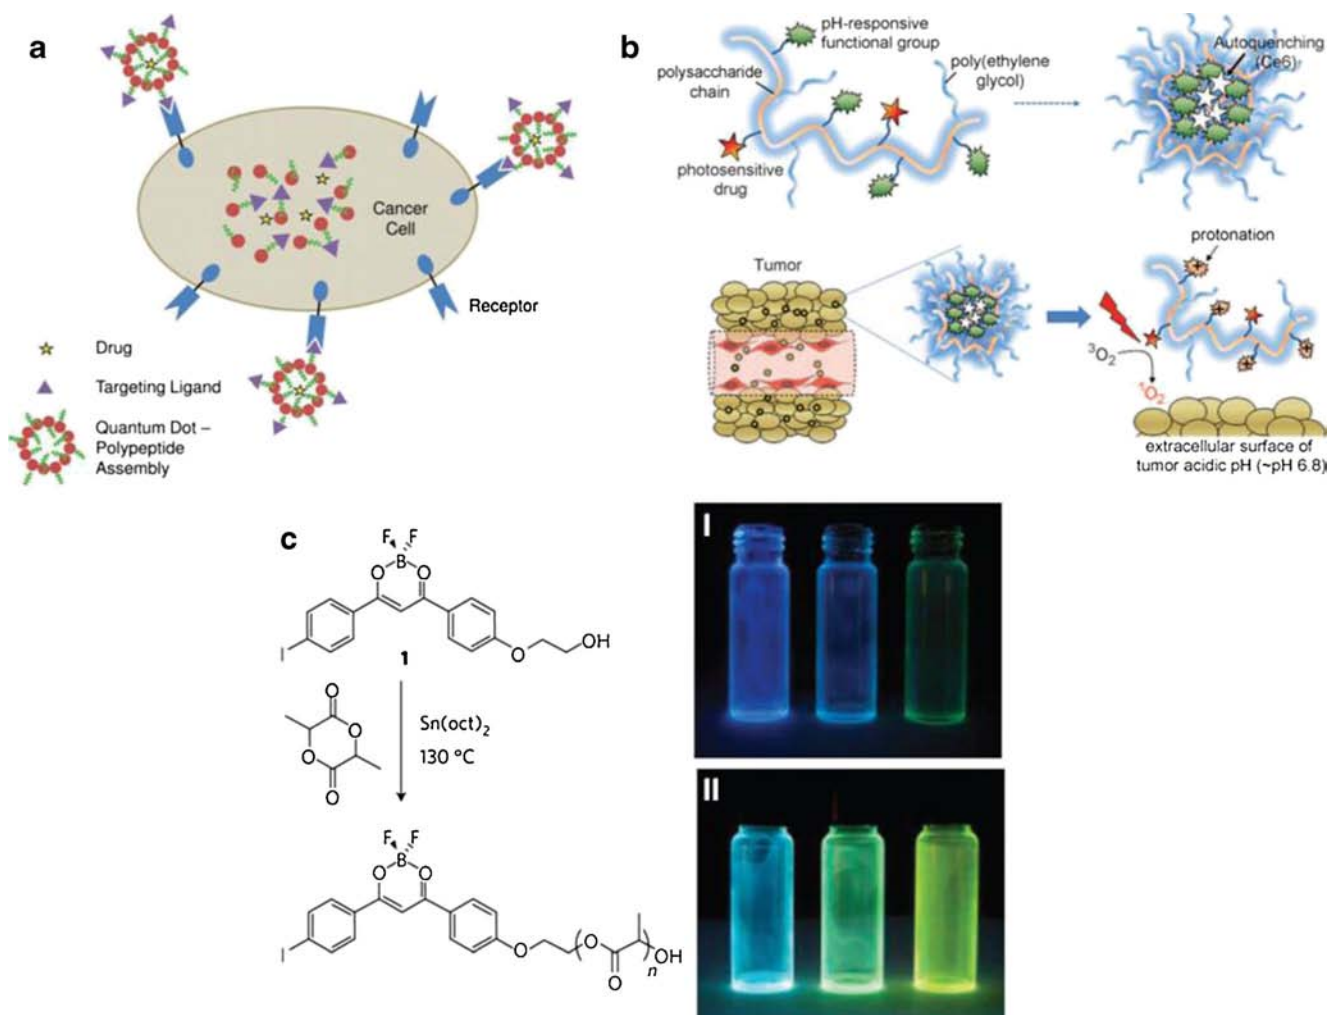 a
Cancer
Cell
Receptor
Drug
Targeting Ligand
Quantum Dot –
Polypeptide
Assembly
b
pH-responsive
functional group
polysaccharide
chain
poly(ethylene
glycol)
photosensitive
drug
Autoquenching
(Ce6)
Tumor
protonation
³O₂
¹O₂
extracellular surface of
tumor acidic pH (~pH 6.8)
c
F F
B
O O
I
O
OH
1
O
O
O
O
Sn(oct)₂
130 °C
F F
B
O O
I
O
O
O
n
OH
I
II